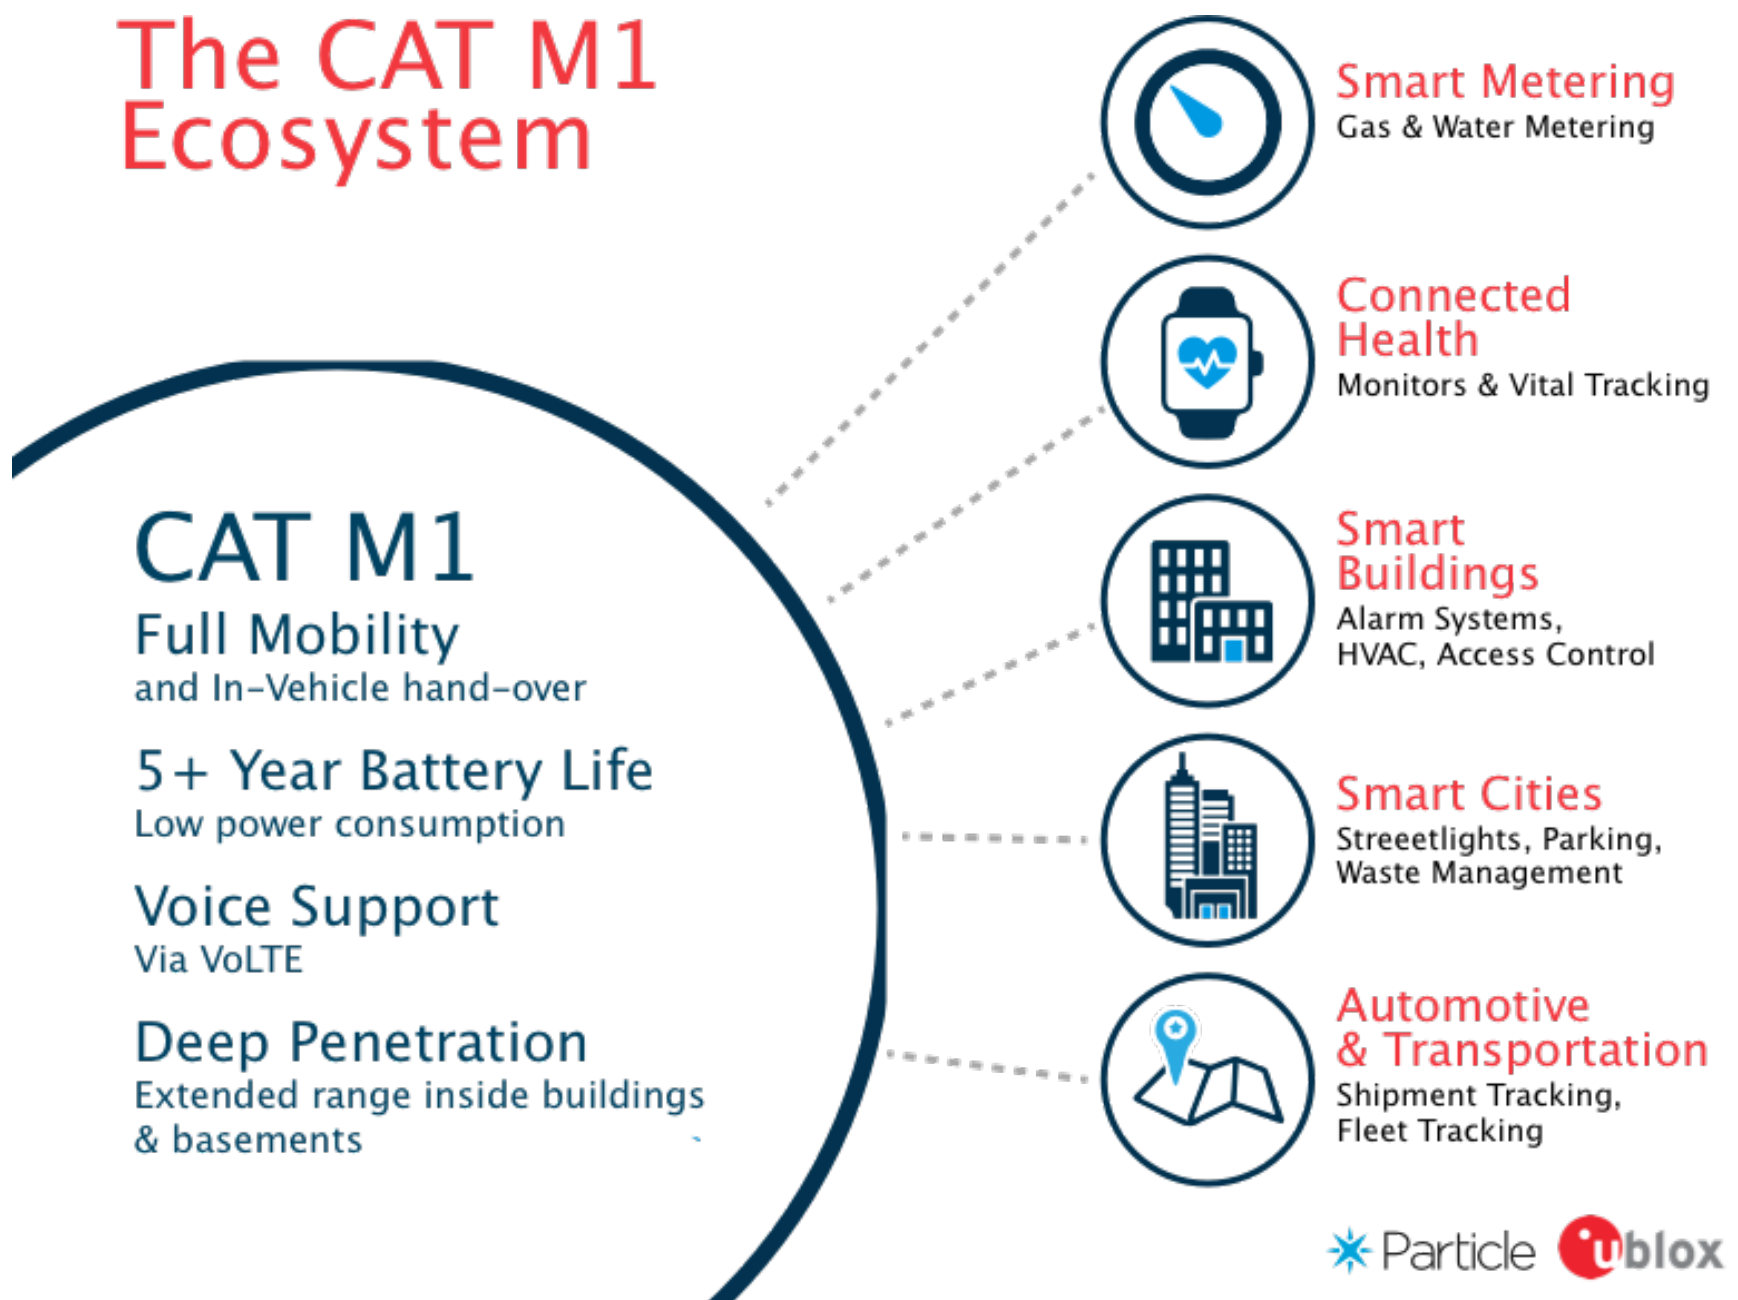 The CAT M1
Ecosystem
CAT M1
Full Mobility
and In-Vehicle hand-over
5+ Year Battery Life
Low power consumption
Voice Support
Via VoLTE
Deep Penetration
Extended range inside buildings
& basements
Smart Metering
Gas & Water Metering
Connected
Health
Monitors & Vital Tracking
Smart
Buildings
Alarm Systems,
HVAC, Access Control
Smart Cities
Streeetlights, Parking,
Waste Management
Automotive
& Transportation
Shipment Tracking,
Fleet Tracking
Particle
ublox